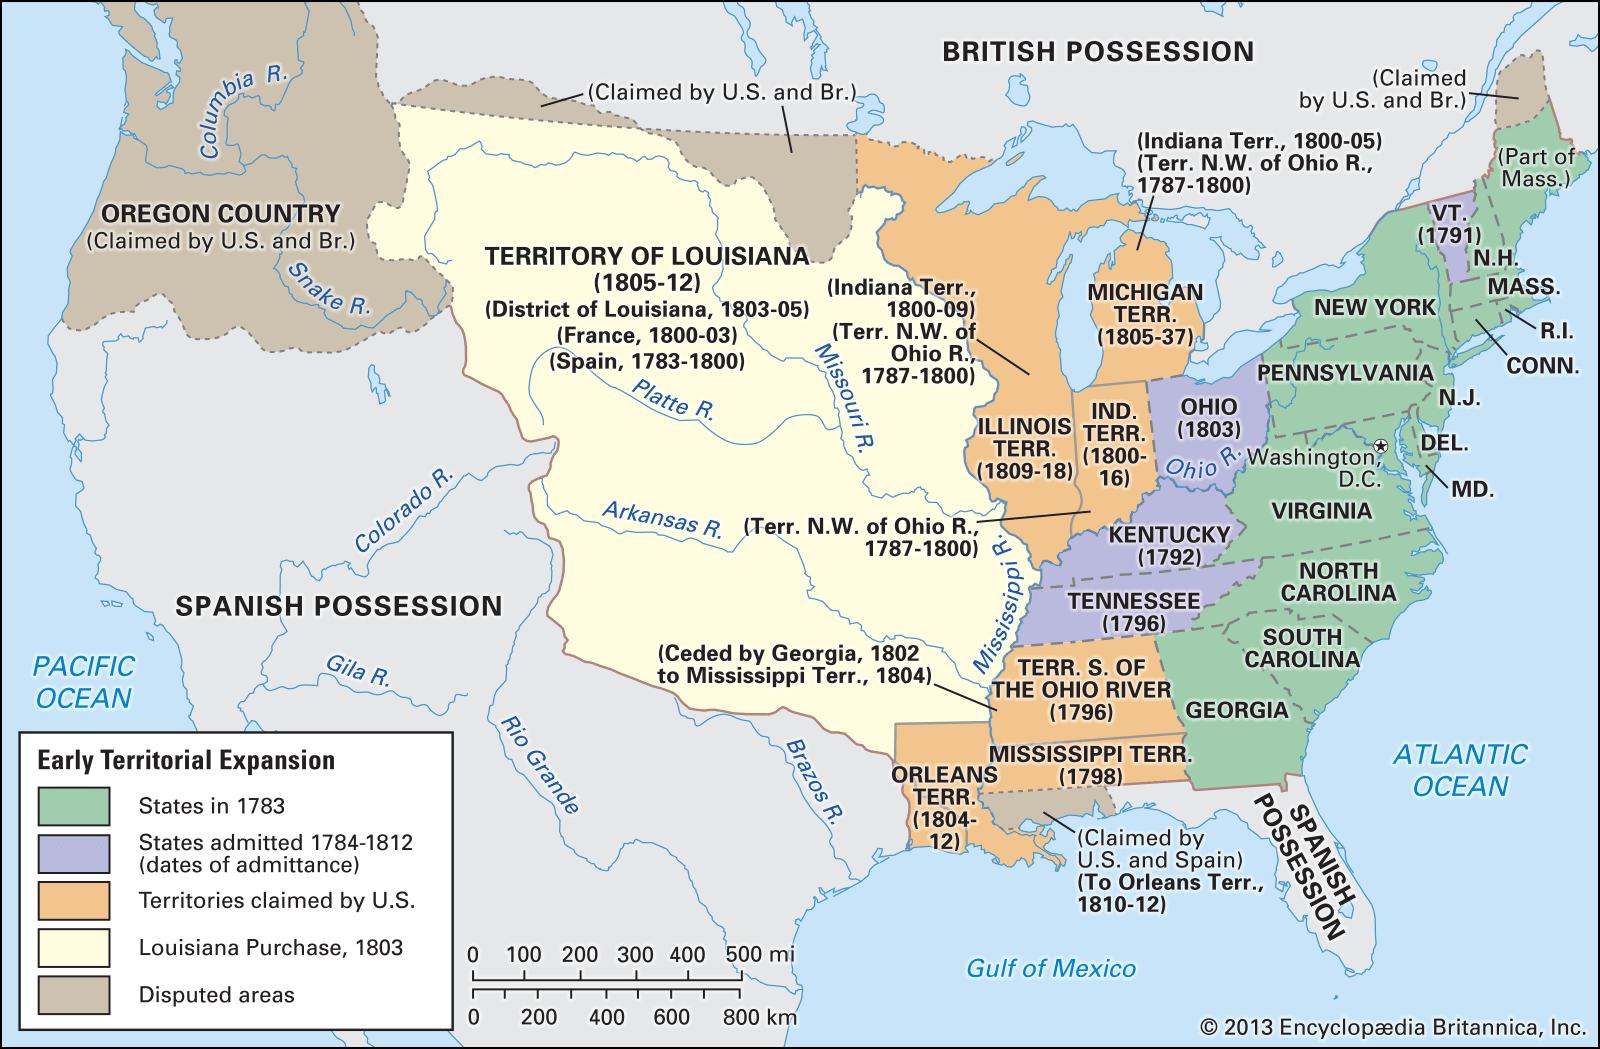 BRITISH POSSESSION
(Claimed by U.S. and Br.)
(Claimed
by U.S. and Br.)
Columbia R.
(Indiana Terr., 1800-05)
(Terr. N.W. of Ohio R.,
1787-1800)
(Part of
Mass.)
OREGON COUNTRY
(Claimed by U.S. and Br.)
Snake R.
VT.
(1791)
N.H.
MASS.
NEW YORK
R.I.
CONN.
TERRITORY OF LOUISIANA
(1805-12)
(District of Louisiana, 1803-05)
(France, 1800-03)
(Spain, 1783-1800)
(Indiana Terr.,
1800-09)
(Terr. N.W. of
Ohio R.,
1787-1800)
MICHIGAN
TERR.
(1805-37)
PENNSYLVANIA
N.J.
Platte R.
Missouri R.
ILLINOIS
TERR.
(1809-18)
IND.
TERR.
(1800-
16)
OHIO
(1803)
Ohio R.
Washington,
D.C.
DEL.
MD.
Colorado R.
Arkansas R.
(Terr. N.W. of Ohio R.,
1787-1800)
VIRGINIA
KENTUCKY
(1792)
Mississippi R.
NORTH
CAROLINA
TENNESSEE
(1796)
SPANISH POSSESSION
SOUTH
CAROLINA
PACIFIC
OCEAN
Gila R.
(Ceded by Georgia, 1802
to Mississippi Terr., 1804)
TERR. S. OF
THE OHIO RIVER
(1796)
GEORGIA
Rio Grande
Brazos R.
MISSISSIPPI TERR.
(1798)
ORLEANS
TERR.
(1804-
12)
ATLANTIC
OCEAN
SPANISH
POSSESSION
(Claimed by
U.S. and Spain)
(To Orleans Terr.,
1810-12)
Gulf of Mexico
Early Territorial Expansion
States in 1783
States admitted 1784-1812
(dates of admittance)
Territories claimed by U.S.
Louisiana Purchase, 1803
Disputed areas
0 100 200 300 400 500 mi
0 200 400 600 800 km
© 2013 Encyclopædia Britannica, Inc.